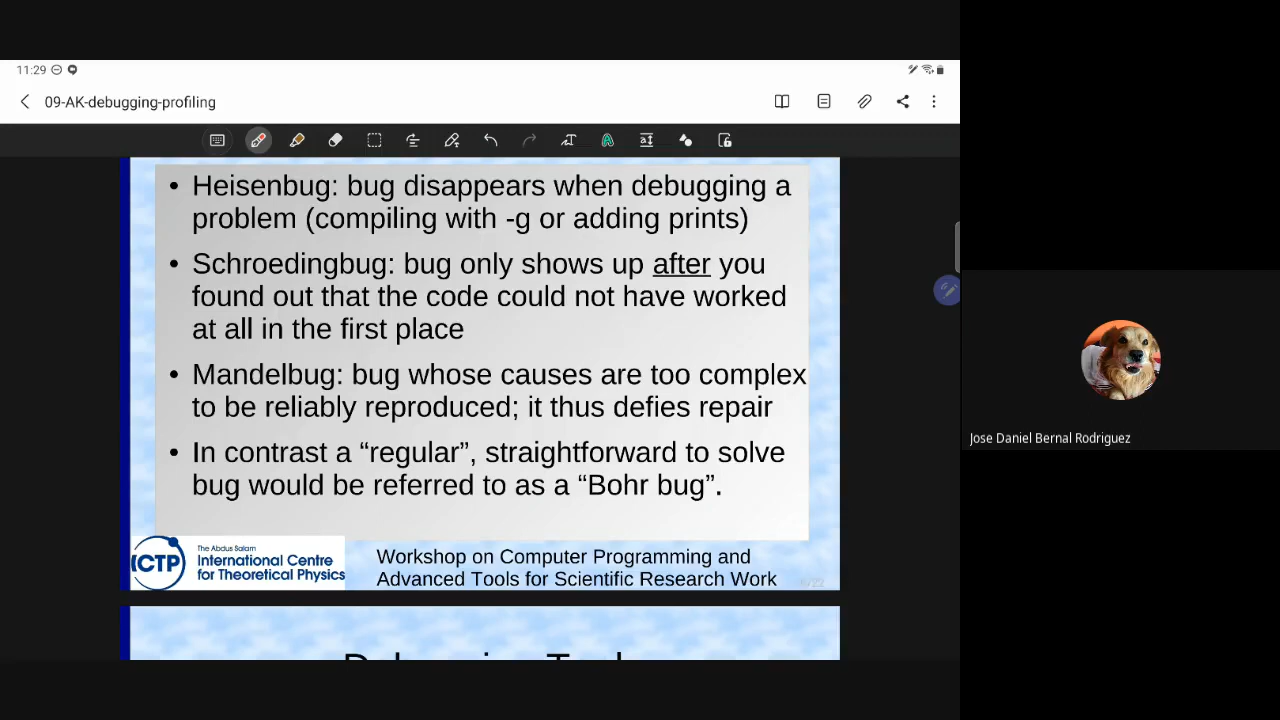 11:29
09-AK-debugging-profiling
• Heisenbug: bug disappears when debugging a
problem (compiling with -g or adding prints)
• Schroedingbug: bug only shows up after you
found out that the code could not have worked
at all in the first place
• Mandelbug: bug whose causes are too complex
to be reliably reproduced; it thus defies repair
• In contrast a “regular”, straightforward to solve
bug would be referred to as a “Bohr bug”.
ICTP
The Abdus Salam
International Centre
for Theoretical Physics
Workshop on Computer Programming and
Advanced Tools for Scientific Research Work
Jose Daniel Bernal Rodriguez